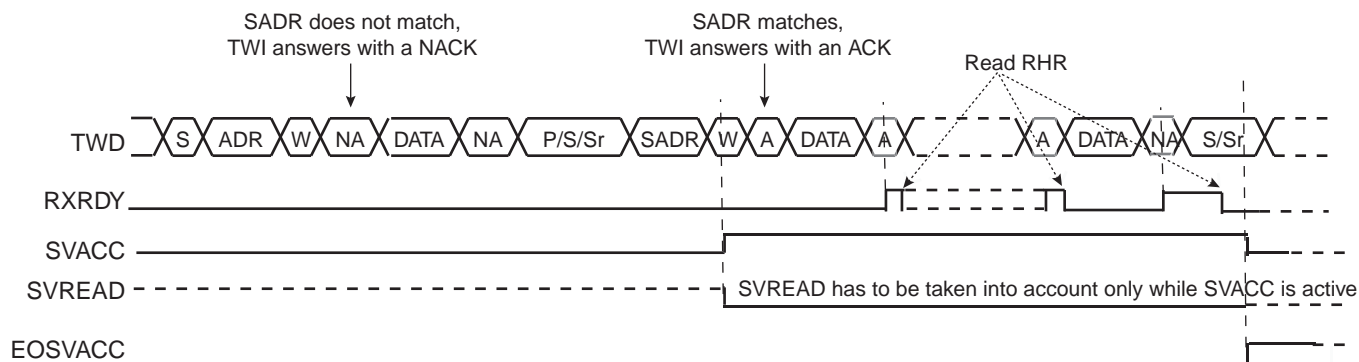 SADR does not match,
TWI answers with a NACK
SADR matches,
TWI answers with an ACK
Read RHR
TWD S ADR W NA DATA NA P/S/Sr SADR W A DATA A A DATA NA S/Sr
RXRDY
SVACC
SVREAD SVREAD has to be taken into account only while SVACC is active
EOSVACC